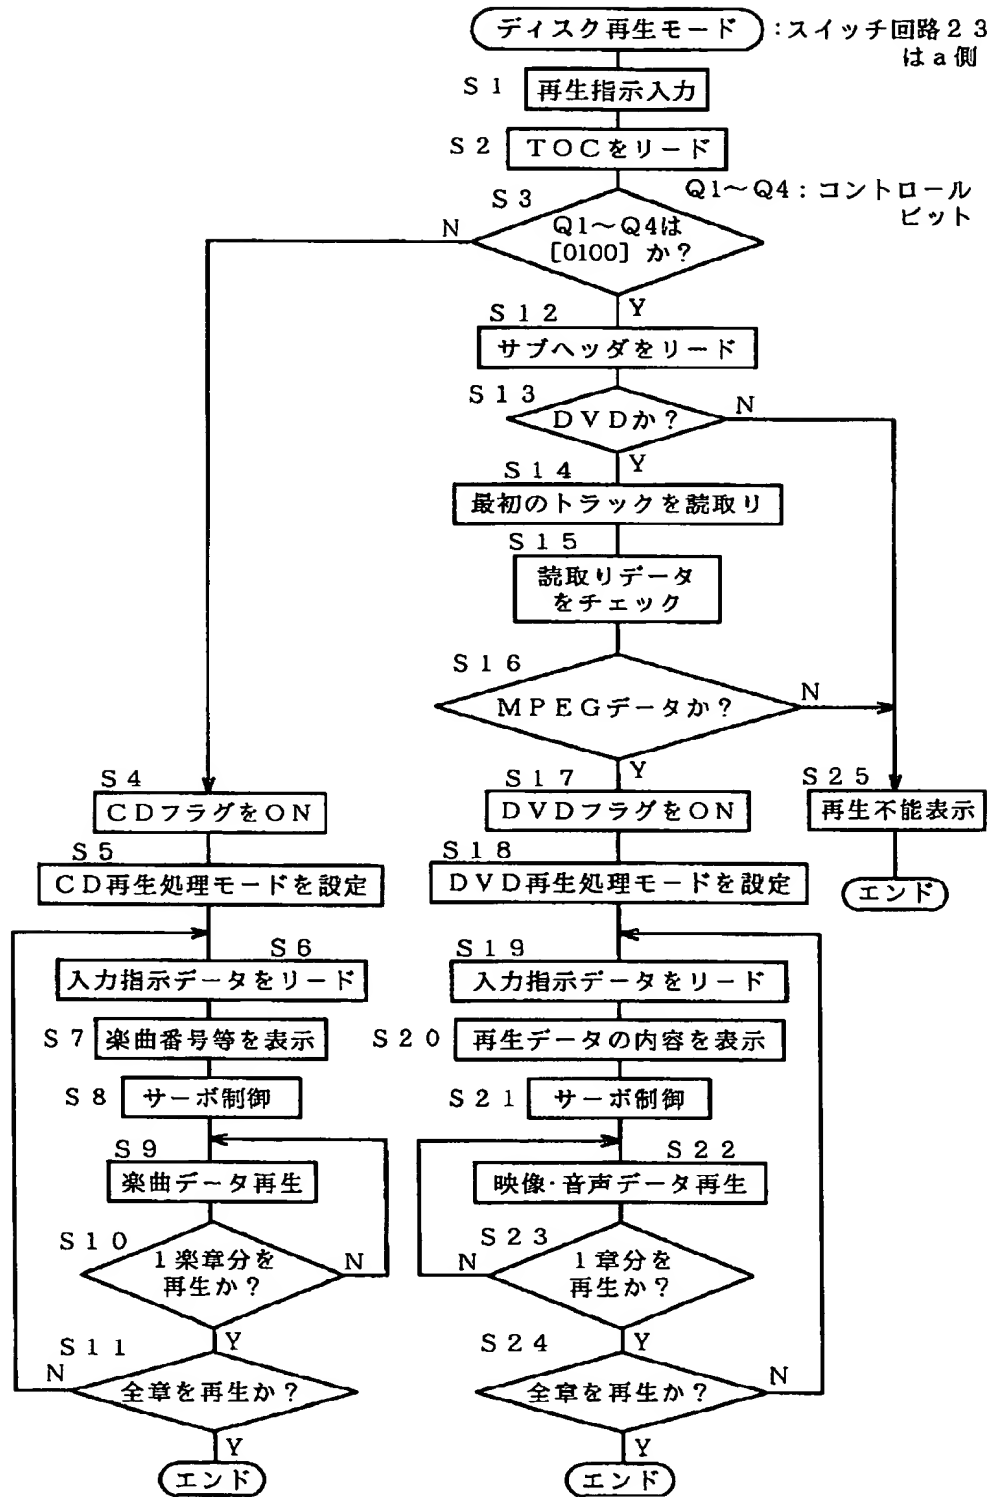 ディスク再生モード :スイッチ回路23
はa側
S1 再生指示入力
S2 TOCをリード
Q1〜Q4:コントロール
ビット
S3
Q1〜Q4は
[0100]か?
N
Y
S12
サブヘッダをリード
S13
DVDか?
N
Y
S14
最初のトラックを読取り
S15
読取りデータ
をチェック
S16
MPEGデータか?
N
Y
S4
CDフラグをON
S17
DVDフラグをON
S25
再生不能表示
エンド
S5
CD再生処理モードを設定
S18
DVD再生処理モードを設定
S6
入力指示データをリード
S19
入力指示データをリード
S7 楽曲番号等を表示
S20 再生データの内容を表示
S8 サーボ制御
S21 サーボ制御
S9
楽曲データ再生
S22
映像・音声データ再生
S10
1楽章分を
再生か?
N
Y
S23
1章分を
再生か?
N
Y
S11
全章を再生か?
N
Y
エンド
S24
全章を再生か?
N
Y
エンド